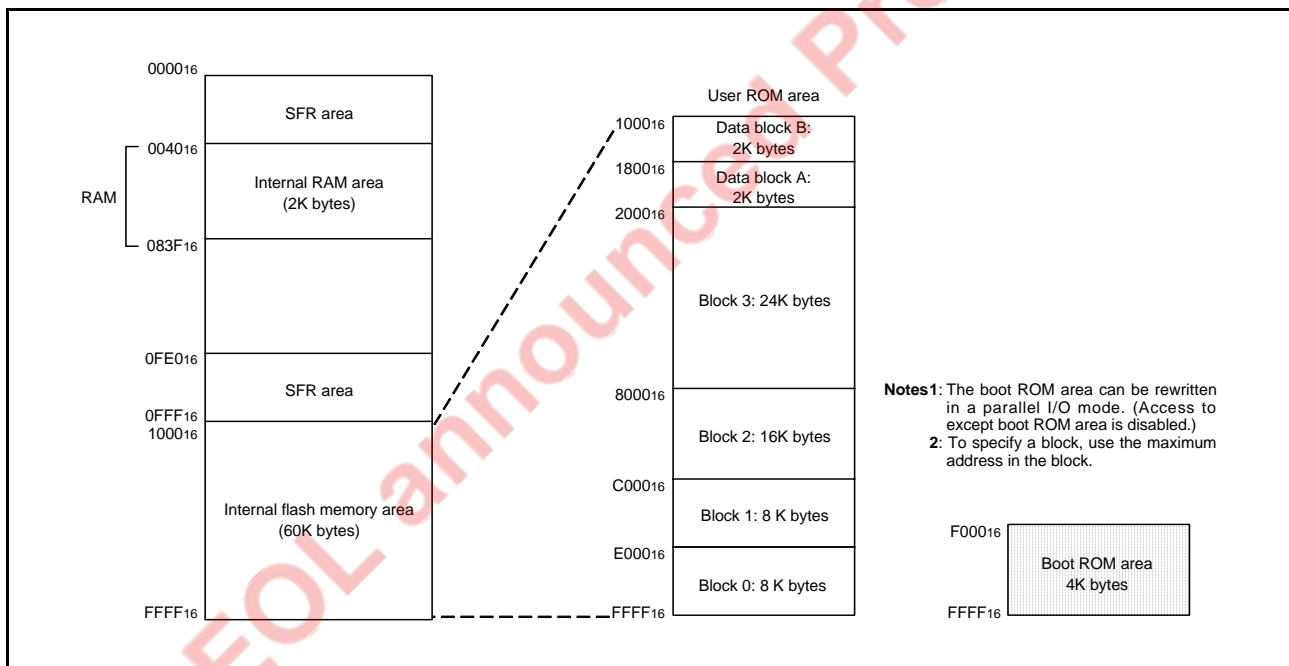 EOL announced Pro
0000₁₆
SFR area
0040₁₆
RAM
Internal RAM area
(2K bytes)
083F₁₆
0FE0₁₆
SFR area
0FFF₁₆
1000₁₆
Internal flash memory area
(60K bytes)
FFFF₁₆
User ROM area
1000₁₆
Data block B:
2K bytes
1800₁₆
Data block A:
2K bytes
2000₁₆
Block 3: 24K bytes
8000₁₆
Block 2: 16K bytes
C000₁₆
Block 1: 8 K bytes
E000₁₆
Block 0: 8 K bytes
FFFF₁₆
Notes1: The boot ROM area can be rewritten
in a parallel I/O mode. (Access to
except boot ROM area is disabled.)
2: To specify a block, use the maximum
address in the block.
F000₁₆
Boot ROM area
4K bytes
FFFF₁₆